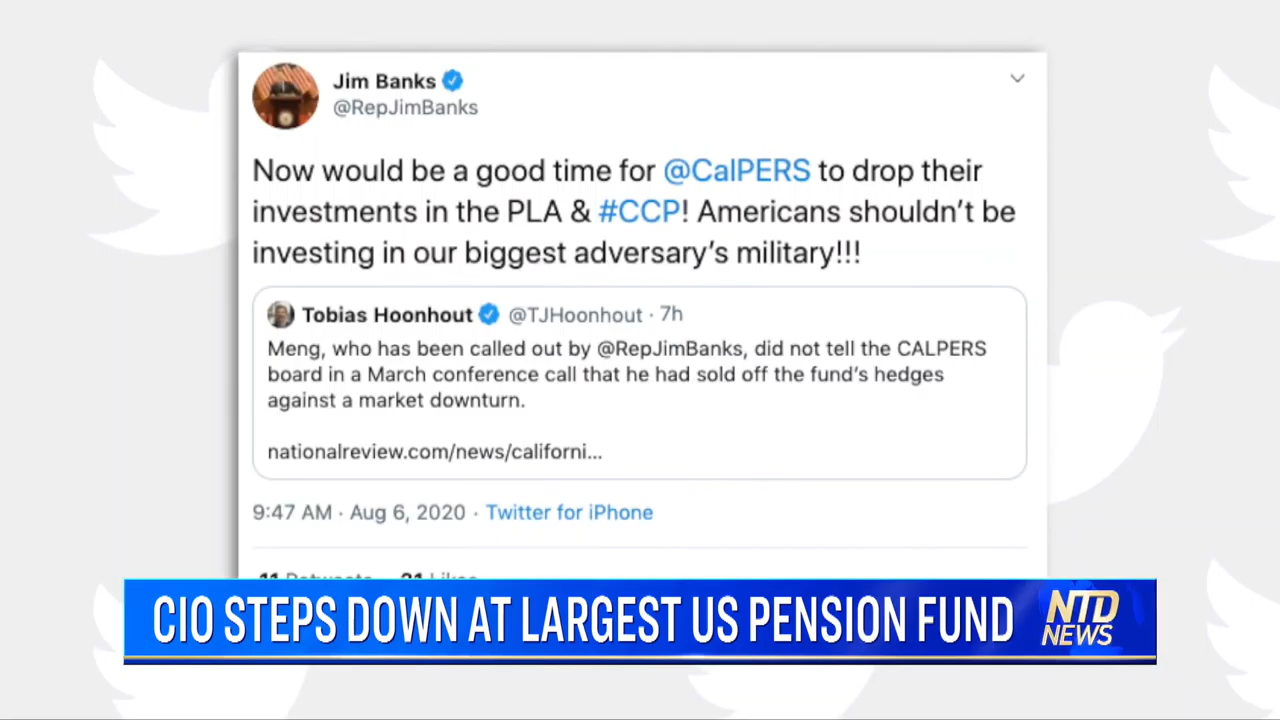 Jim Banks
@RepJimBanks
Now would be a good time for @CalPERS to drop their
investments in the PLA & #CCP! Americans shouldn't be
investing in our biggest adversary's military!!!
Tobias Hoonhout @TJHoonhout · 7h
Meng, who has been called out by @RepJimBanks, did not tell the CALPERS
board in a March conference call that he had sold off the fund's hedges
against a market downturn.
nationalreview.com/news/californi...
9:47 AM · Aug 6, 2020 · Twitter for iPhone
11 Retweets 21 Likes
CIO STEPS DOWN AT LARGEST US PENSION FUND
NTD
NEWS